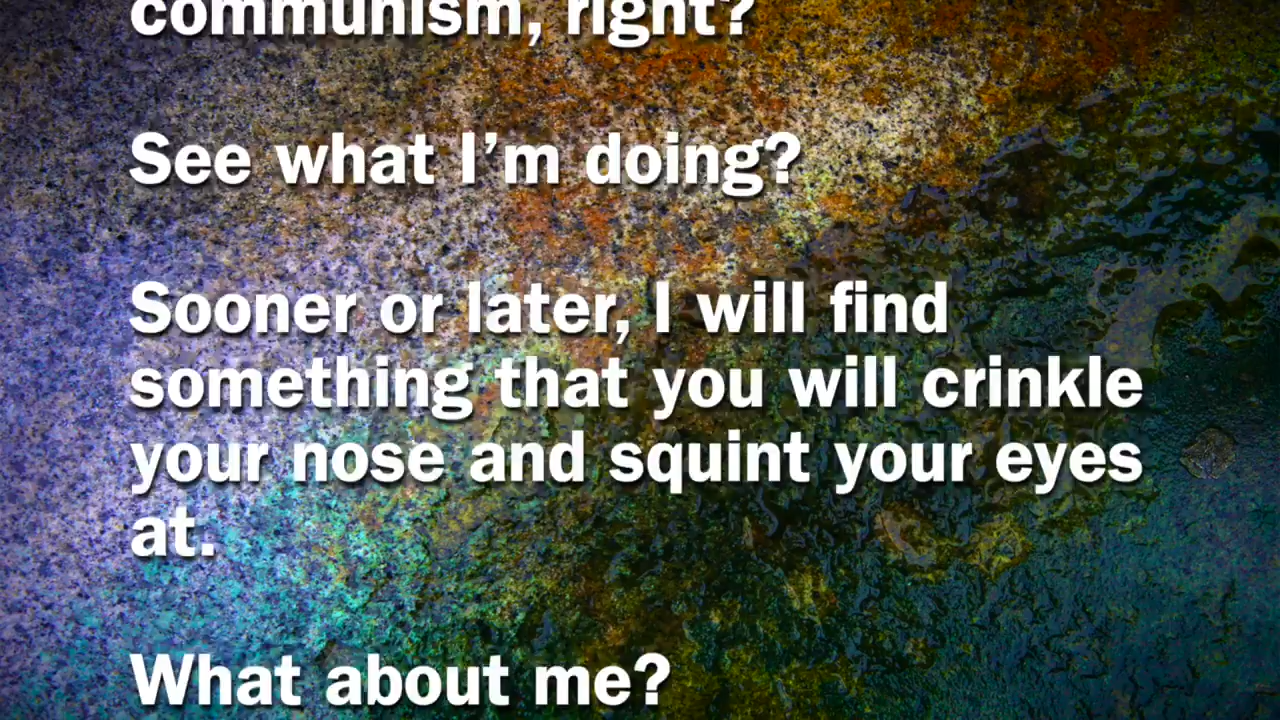 communism, right?
See what I’m doing?
Sooner or later, I will find
something that you will crinkle
your nose and squint your eyes
at.
What about me?